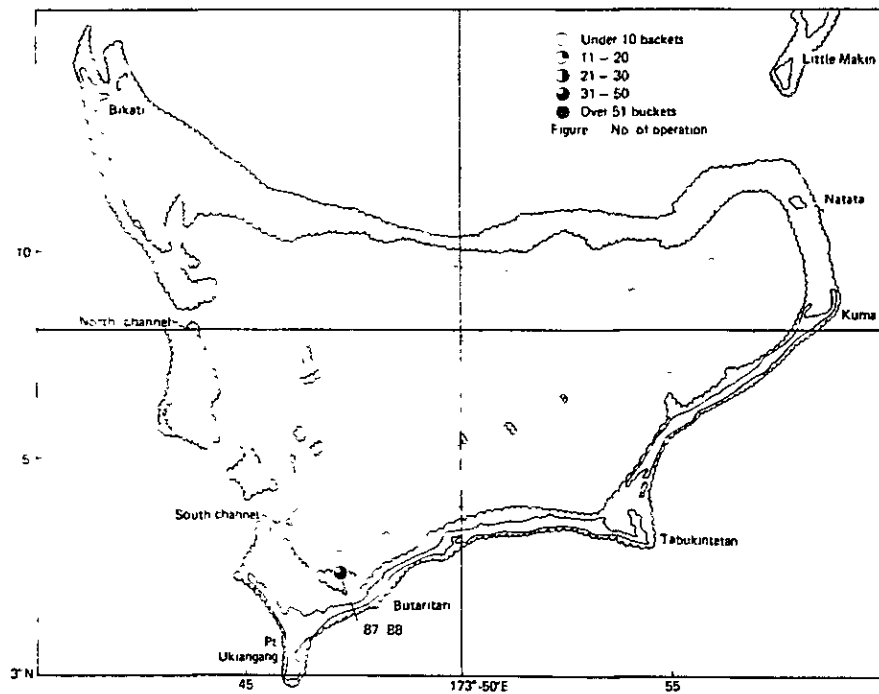 Under 10 backets
11 – 20
21 – 30
31 – 50
Over 51 buckets
Figure No. of operation
Little Makin
Bikati
Natata
10
North channel
Kuma
5
South channel
Tabukintetan
Butaritari
87 88
Pt
Ukiangang
3° N
45
173°-50'E
55